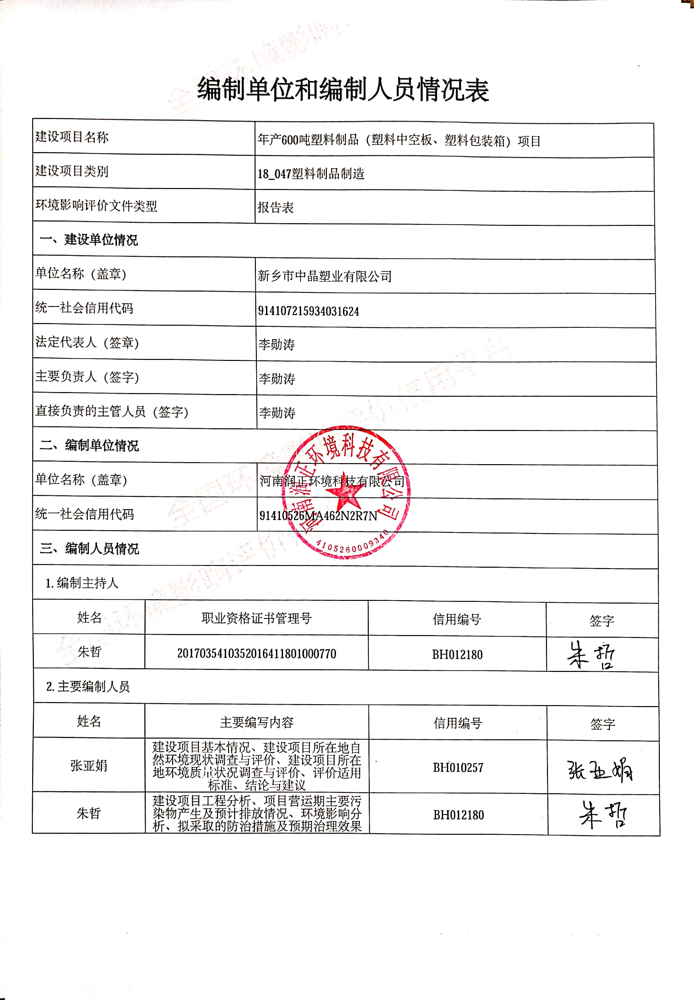 编制单位和编制人员情况表
建设项目名称 年产600吨塑料制品（塑料中空板、塑料包装箱）项目
建设项目类别 18_047塑料制品制造
环境影响评价文件类型 报告表
一、建设单位情况
单位名称（盖章） 新乡市中晶塑业有限公司
统一社会信用代码 914107215934031624
法定代表人（签章） 李勋涛
主要负责人（签字） 李勋涛
直接负责的主管人员（签字） 李勋涛
二、编制单位情况
单位名称（盖章） 河南润正环境科技有限公司
统一社会信用代码 91410526MA462N2R7N
河南润正环境科技有限公司
4105260009340
三、编制人员情况
1.编制主持人
姓名 职业资格证书管理号 信用编号 签字
朱哲 2017035410352016411801000770 BH012180 朱哲
2.主要编制人员
姓名 主要编写内容 信用编号 签字
张亚娟 建设项目基本情况、建设项目所在地自
然环境现状调查与评价、建设项目所在
地环境质量状况调查与评价、评价适用
标准、结论与建议 BH010257 张亚娟
朱哲 建设项目工程分析、项目营运期主要污
染物产生及预计排放情况、环境影响分
析、拟采取的防治措施及预期治理效果 BH012180 朱哲